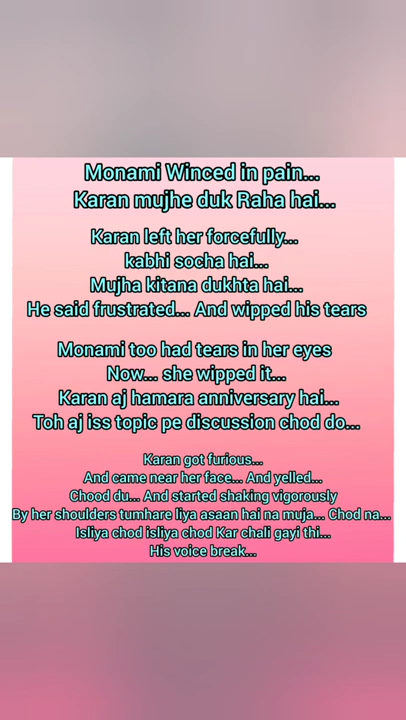 Monami Winced in pain...
Karan mujhe duk Raha hai...
Karan left her forcefully...
kabhi socha hai...
Mujha kitana dukhta hai...
He said frustrated... And wipped his tears
Monami too had tears in her eyes
Now... she wipped it...
Karan aj hamara anniversary hai...
Toh aj iss topic pe discussion chod do...
Karan got furious...
And came near her face... And yelled...
Chood du... And started shaking vigorously
By her shoulders tumhare liya asaan hai na muja... Chod na...
Isliya chod isliya chod Kar chali gayi thi...
His voice break...